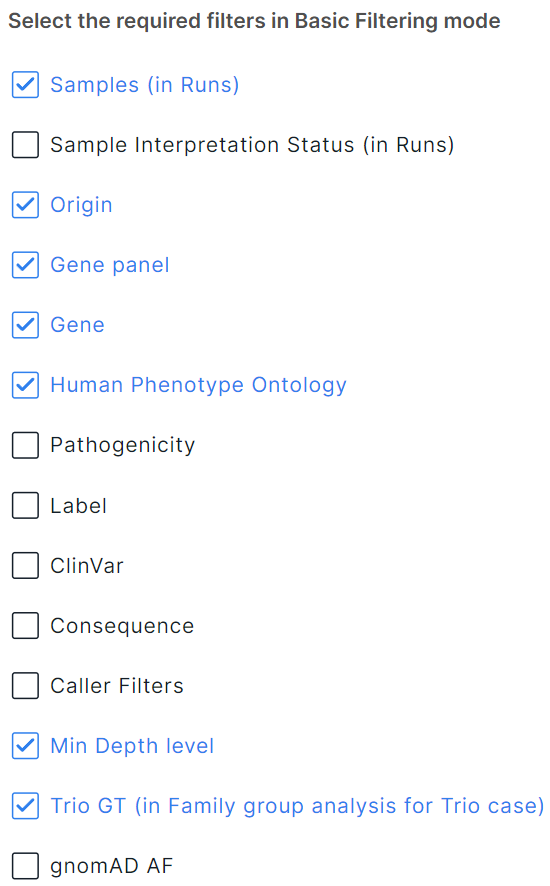 Select the required filters in Basic Filtering mode
Samples (in Runs)
Sample Interpretation Status (in Runs)
Origin
Gene panel
Gene
Human Phenotype Ontology
Pathogenicity
Label
ClinVar
Consequence
Caller Filters
Min Depth level
Trio GT (in Family group analysis for Trio case)
gnomAD AF